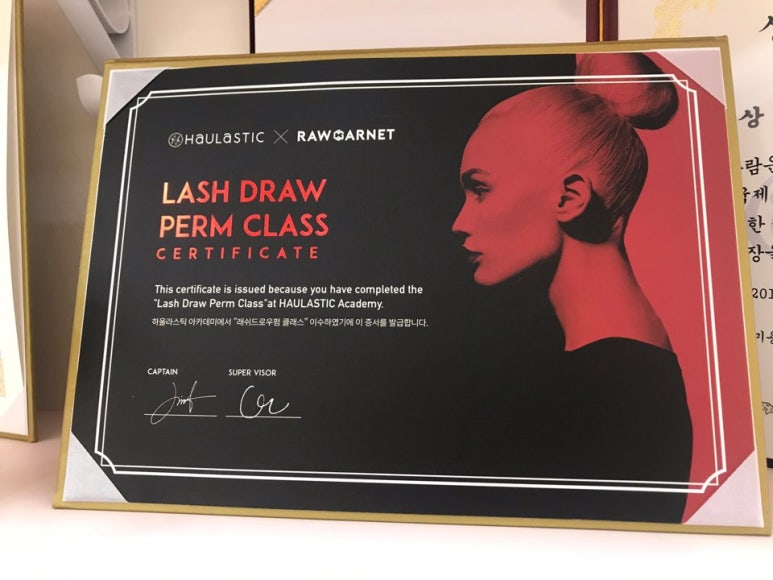 HAULASTIC × RAWGARNET
LASH DRAW
PERM CLASS
CERTIFICATE
This certificate is issued because you have completed the
"Lash Draw Perm Class"at HAULASTIC Academy.
하울라스틱 아카데미에서 "래쉬드로우펌 클래스" 이수하였기에 이 증서를 발급합니다.
CAPTAIN SUPER VISOR
상
한
201